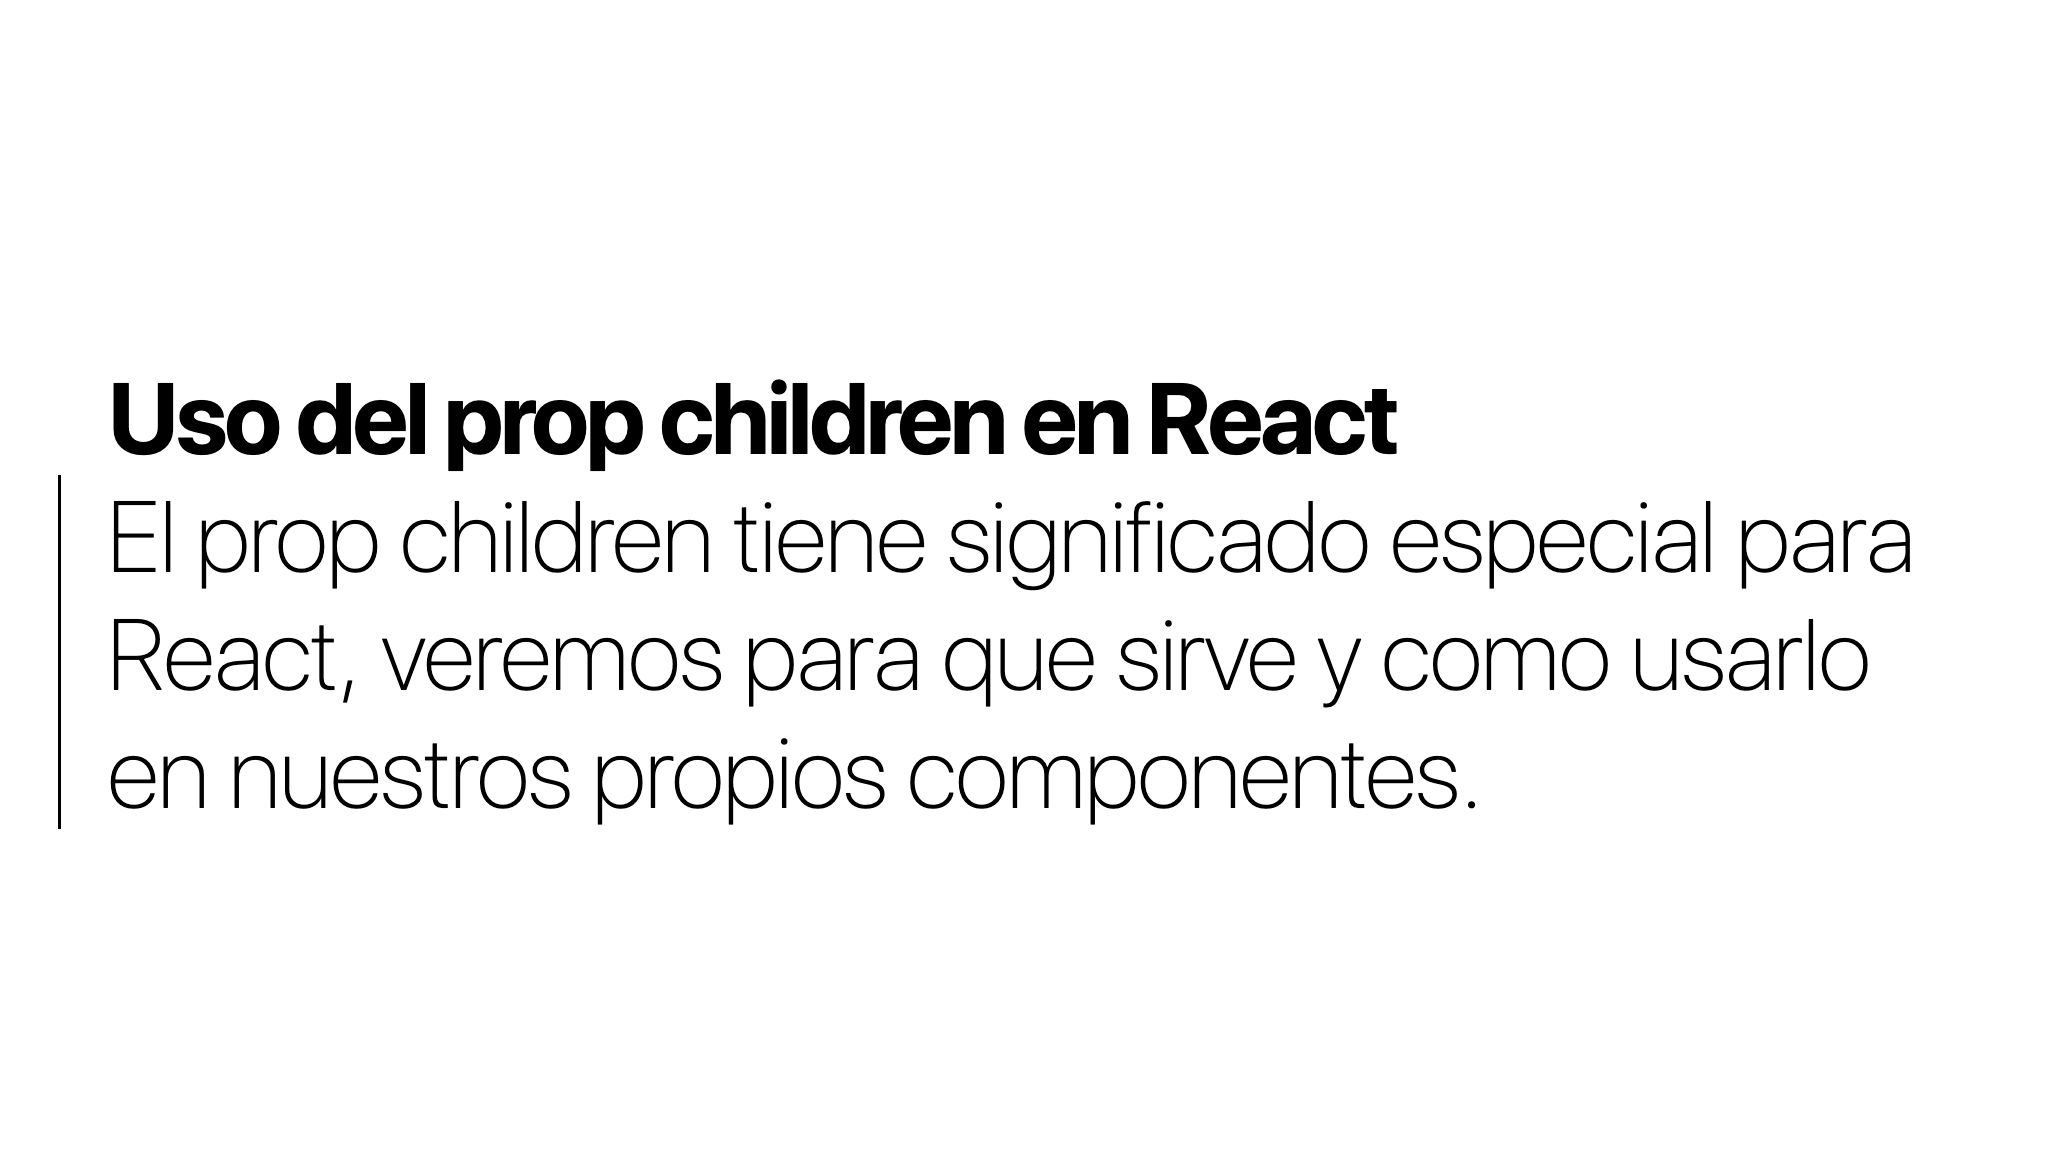 Uso del prop children en React
El prop children tiene significado especial para
React, veremos para que sirve y como usarlo
en nuestros propios componentes.